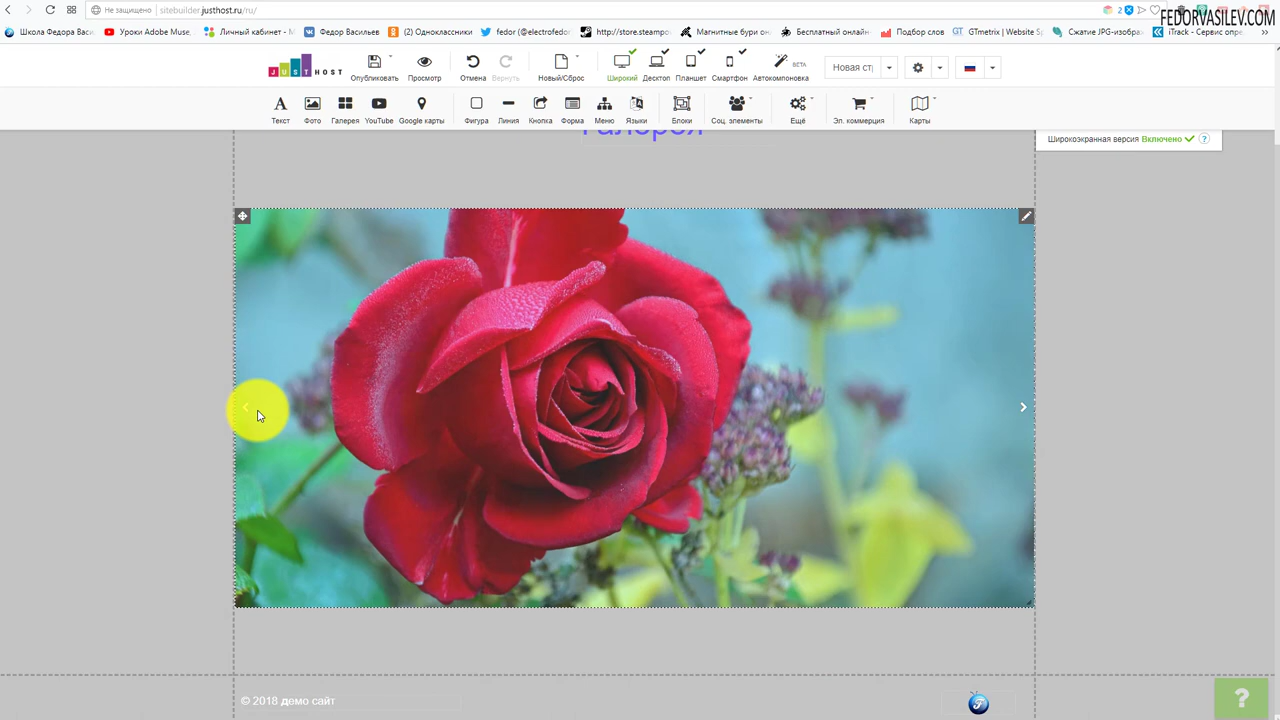 Не защищено sitebuilder.justhost.ru/ru/
2
FEDORVASILEV.COM
Школа Федора Васи.
Уроки Adobe Muse,
Личный кабинет - М
Федор Васильев
(2) Одноклассники
fedor (@electrofedo
http://store.steampo
Магнитные бури он
Бесплатный онлайн-
Подбор слов
GTmetrix | Website S
Сжатие JPG-изобра
iTrack - Сервис опре
JUSTHOST
Опубликовать
Просмотр
Отмена
Вернуть
Новый/Сброс
Широкий
Десктоп
Планшет
Смартфон
BETA
Автокомпоновка
Новая ст
Текст
Фото
Галерея
YouTube
Google карты
Фигура
Линия
Кнопка
Форма
Меню
Языки
Блоки
Соц. элементы
Ещё
Эл. коммерция
Карты
Галерея
Широкоэкранная версия Включено ?
© 2018 демо сайт
?